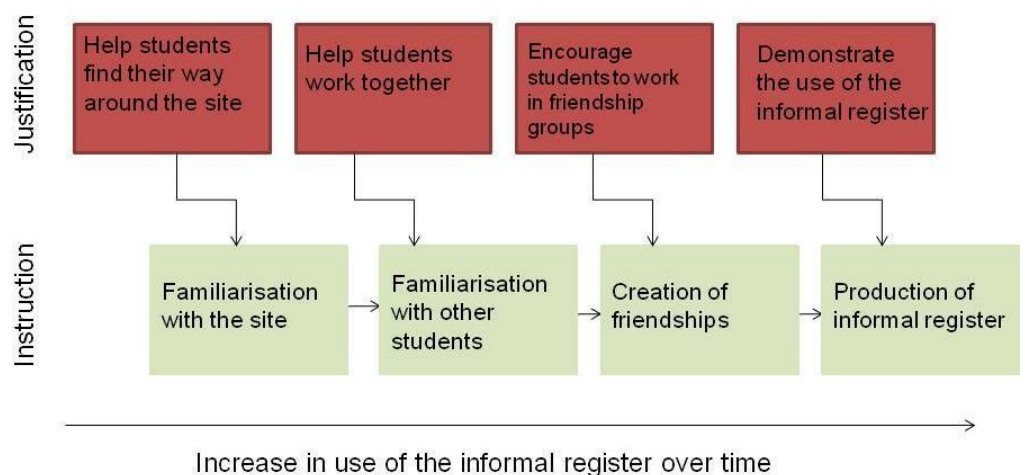 Justification
Help students
find their way
around the site
Help students
work together
Encourage
students to work
in friendship
groups
Demonstrate
the use of the
informal register
Instruction
Familiarisation
with the site
Familiarisation
with other
students
Creation of
friendships
Production of
informal register
Increase in use of the informal register over time